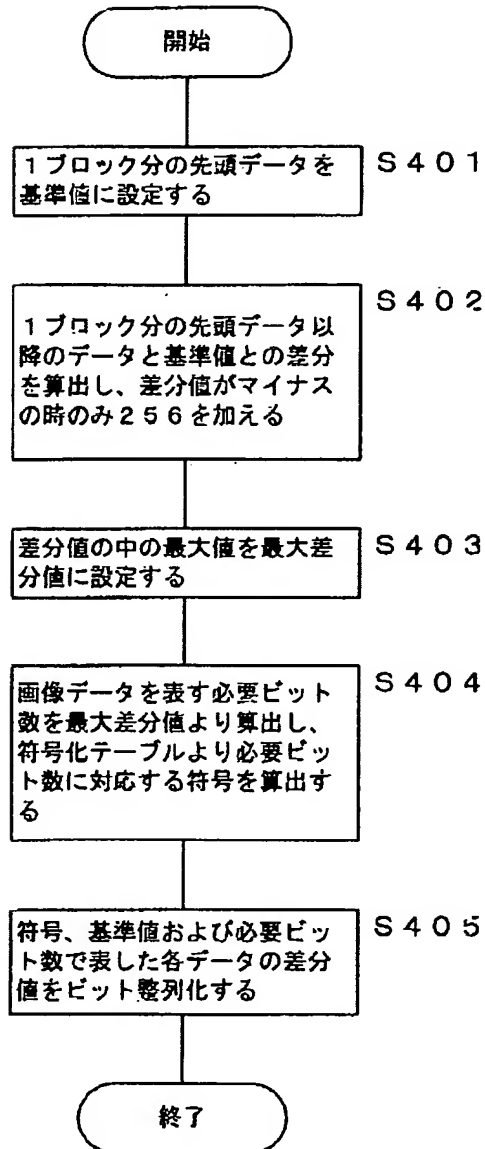 開始
S401
1ブロック分の先頭データを
基準値に設定する
S402
1ブロック分の先頭データ以
降のデータと基準値との差分
を算出し、差分値がマイナス
の時のみ256を加える
S403
差分値の中の最大値を最大差
分値に設定する
S404
画像データを表す必要ビット
数を最大差分値より算出し、
符号化テーブルより必要ビッ
ト数に対応する符号を算出す
る
S405
符号、基準値および必要ビッ
ト数で表した各データの差分
値をビット整列化する
終了